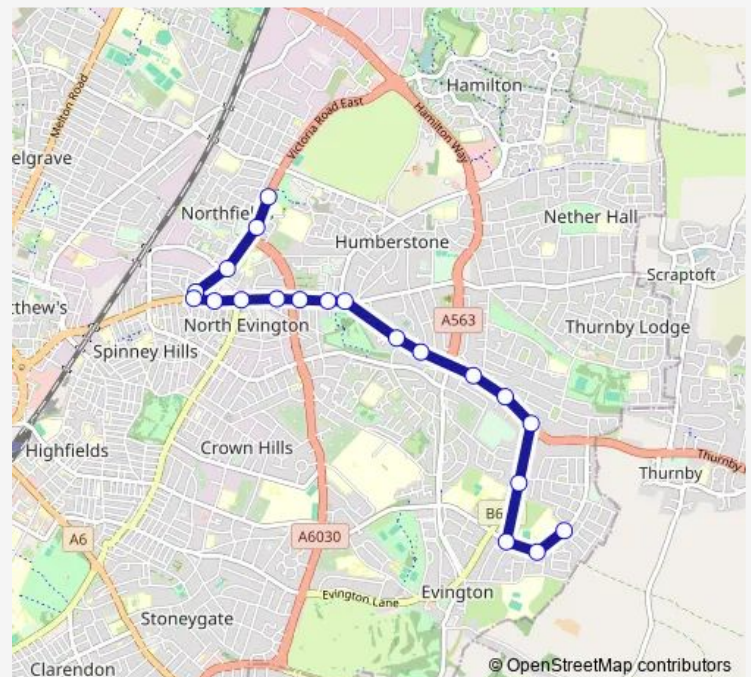 Melton Road
Hamilton
elgrave
Victoria Road East
Hamilton Way
Northfiel
Nether Hall
Humberstone
Scraptoft
tthew's
A563
North Evington
Thurnby Lodge
Spinney Hills
Crown Hills
Highfields
Thurnby
Thurnby
B6
A6
A6030
Evington Lane
Evington
Stoneygate
© OpenStreetMap contributors
Clarendon